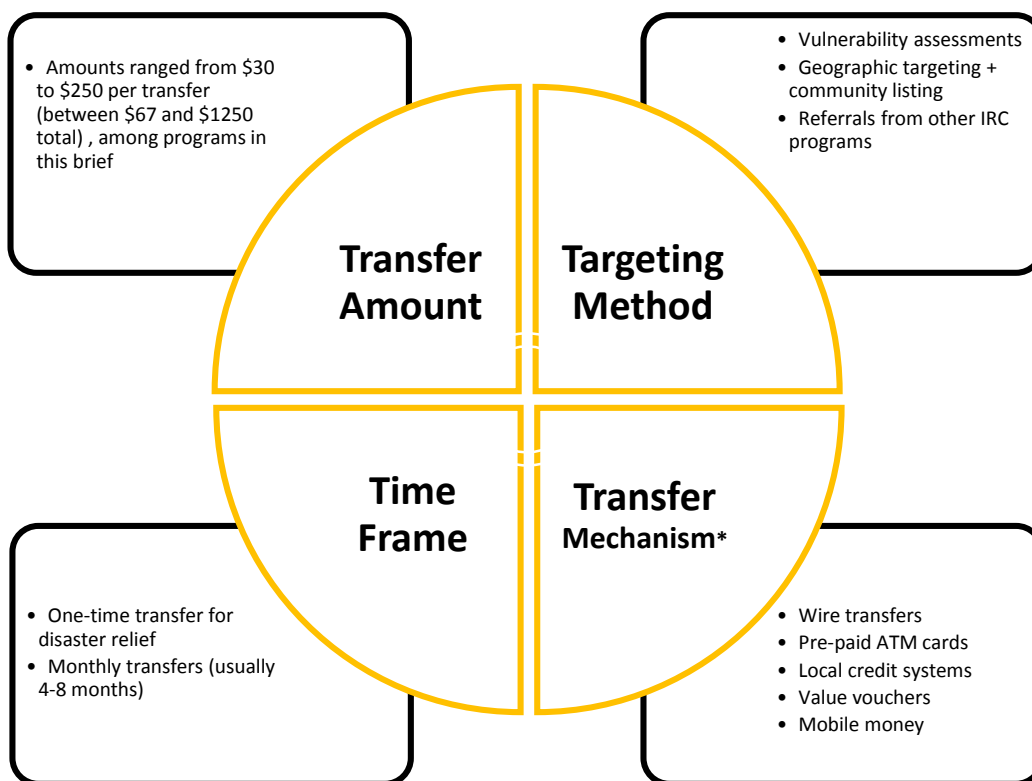 • Amounts ranged from $30
to $250 per transfer
(between $67 and $1250
total) , among programs in
this brief
• Vulnerability assessments
• Geographic targeting +
community listing
• Referrals from other IRC
programs
Transfer
Amount
Targeting
Method
Time
Frame
Transfer
Mechanism*
• One-time transfer for
disaster relief
• Monthly transfers (usually
4-8 months)
• Wire transfers
• Pre-paid ATM cards
• Local credit systems
• Value vouchers
• Mobile money